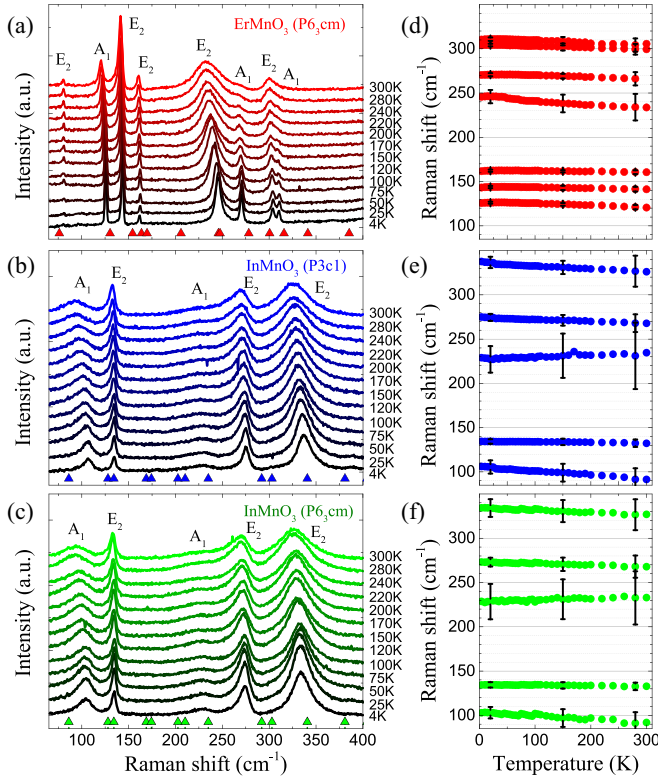 (a)
ErMnO₃ (P6₃cm)
E₂
A₁
E₂
E₂
E₂
A₁
E₂
A₁
300K
280K
240K
220K
200K
170K
150K
120K
100K
75K
50K
25K
4K
Intensity (a.u.)
(b)
InMnO₃ (P3c1)
A₁
E₂
A₁
E₂
E₂
300K
280K
240K
220K
200K
170K
150K
120K
100K
75K
50K
25K
4K
Intensity (a.u.)
(c)
InMnO₃ (P6₃cm)
A₁
E₂
A₁
E₂
E₂
300K
280K
240K
220K
200K
170K
150K
120K
100K
75K
50K
25K
4K
Intensity (a.u.)
100 150 200 250 300 350 400
Raman shift (cm⁻¹)
(d)
300
250
200
150
100
Raman shift (cm⁻¹)
(e)
300
250
200
150
100
Raman shift (cm⁻¹)
(f)
300
250
200
150
100
Raman shift (cm⁻¹)
0 100 200 300
Temperature (K)